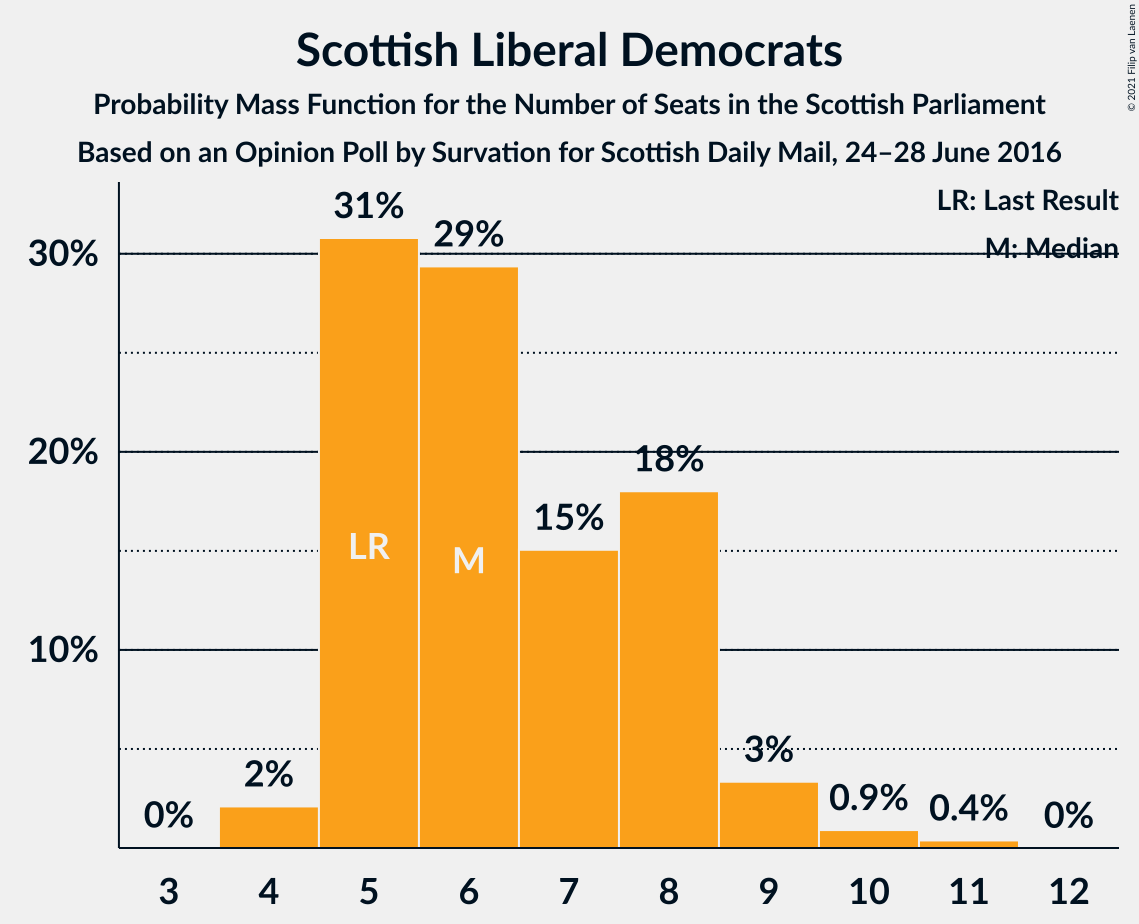 Scottish Liberal Democrats
Probability Mass Function for the Number of Seats in the Scottish Parliament
Based on an Opinion Poll by Survation for Scottish Daily Mail, 24–28 June 2016
© 2021 Filip van Laenen
LR: Last Result
M: Median
30%
20%
10%
0%
2%
31%
29%
15%
18%
3%
0.9%
0.4%
0%
LR
M
3 4 5 6 7 8 9 10 11 12